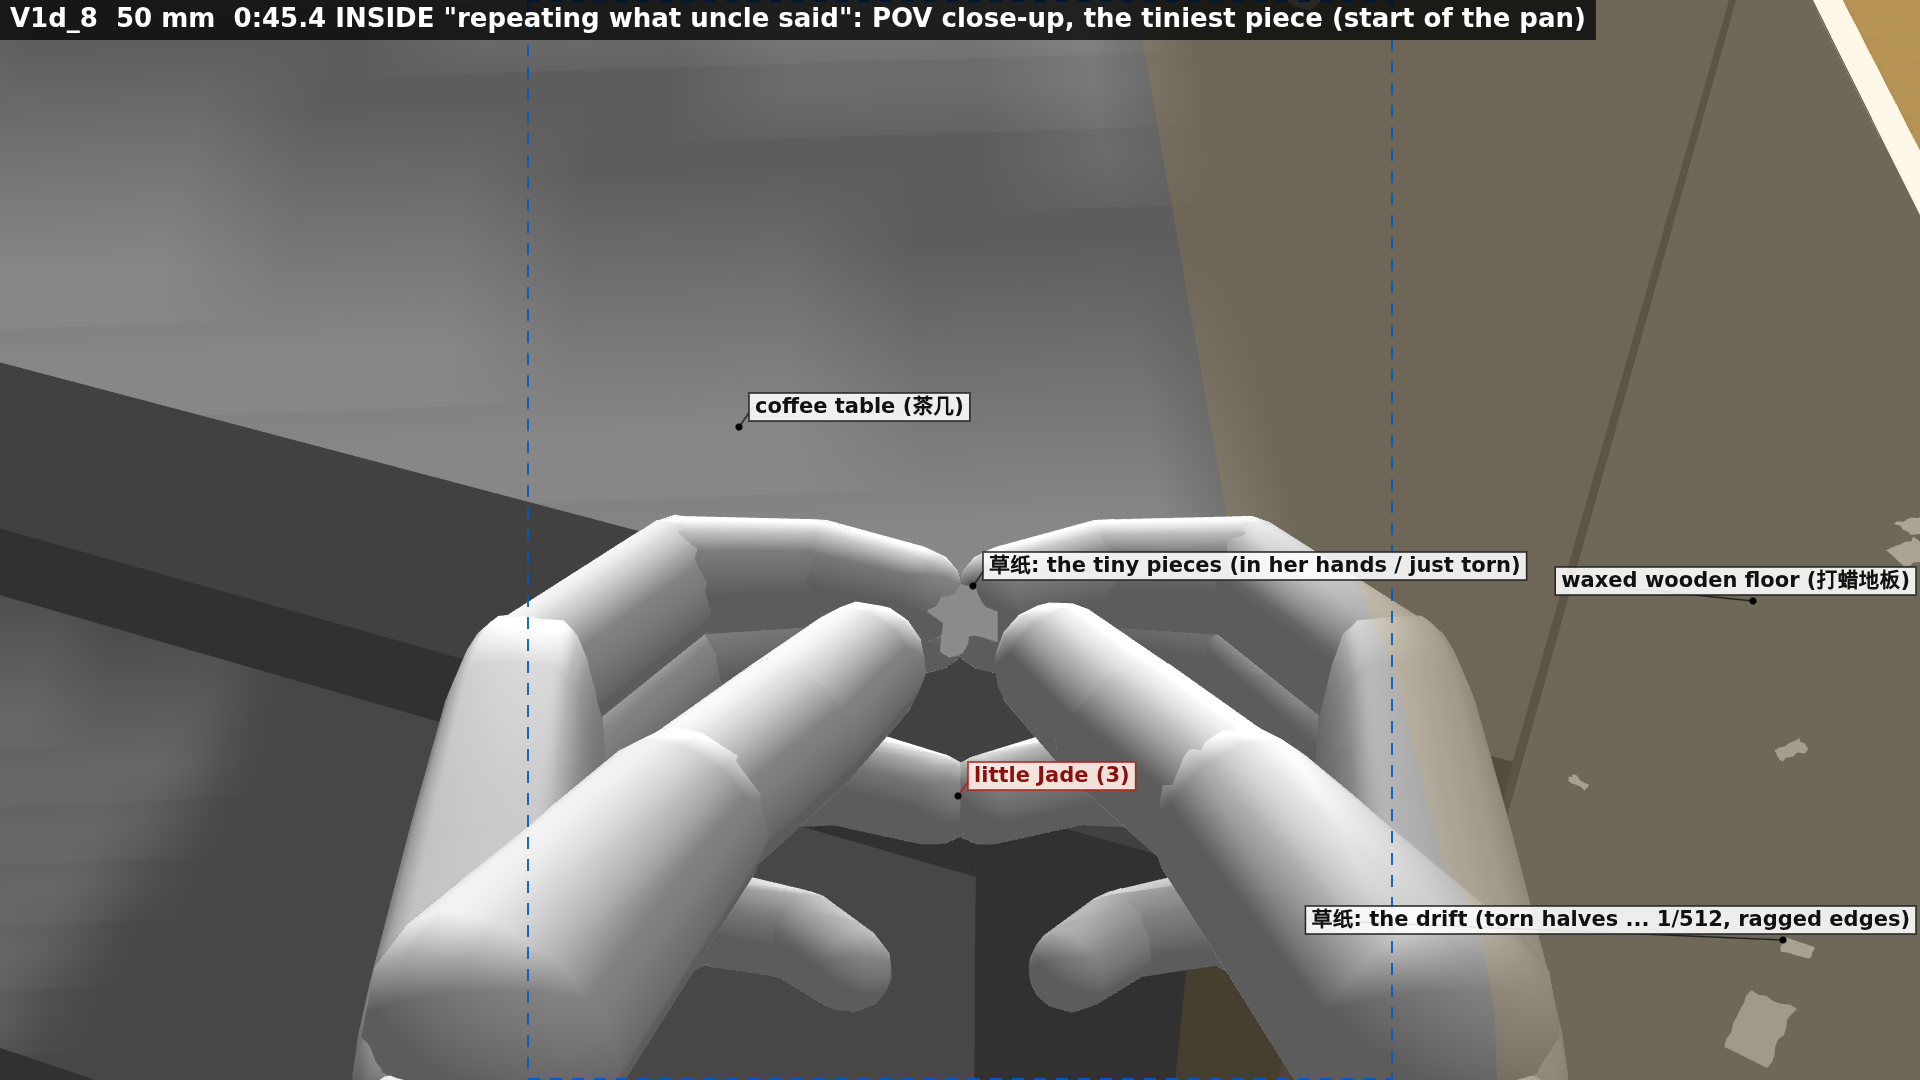 V1d_8 50 mm 0:45.4 INSIDE "repeating what uncle said": POV close-up, the tiniest piece (start of the pan)
coffee table (茶几)
草纸: the tiny pieces (in her hands / just torn)
waxed wooden floor (打蜡地板)
little Jade (3)
草纸: the drift (torn halves ... 1/512, ragged edges)